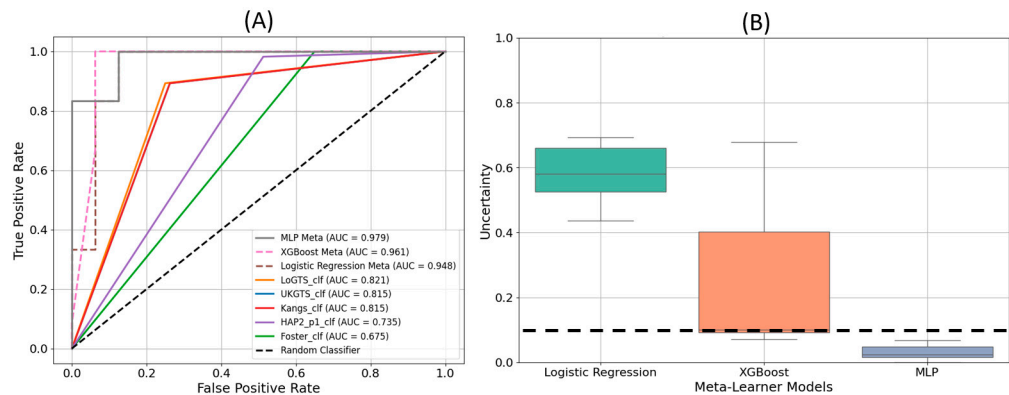 (A)
True Positive Rate
1.0
0.8
0.6
0.4
0.2
0.0
MLP Meta (AUC = 0.979)
XGBoost Meta (AUC = 0.961)
Logistic Regression Meta (AUC = 0.948)
LoGTS_clf (AUC = 0.821)
UKGTS_clf (AUC = 0.815)
Kangs_clf (AUC = 0.815)
HAP2_p1_clf (AUC = 0.735)
Foster_clf (AUC = 0.675)
Random Classifier
0.0 0.2 0.4 0.6 0.8 1.0
False Positive Rate
(B)
Uncertainty
1.0
0.8
0.6
0.4
0.2
0.0
Logistic Regression XGBoost MLP
Meta-Learner Models